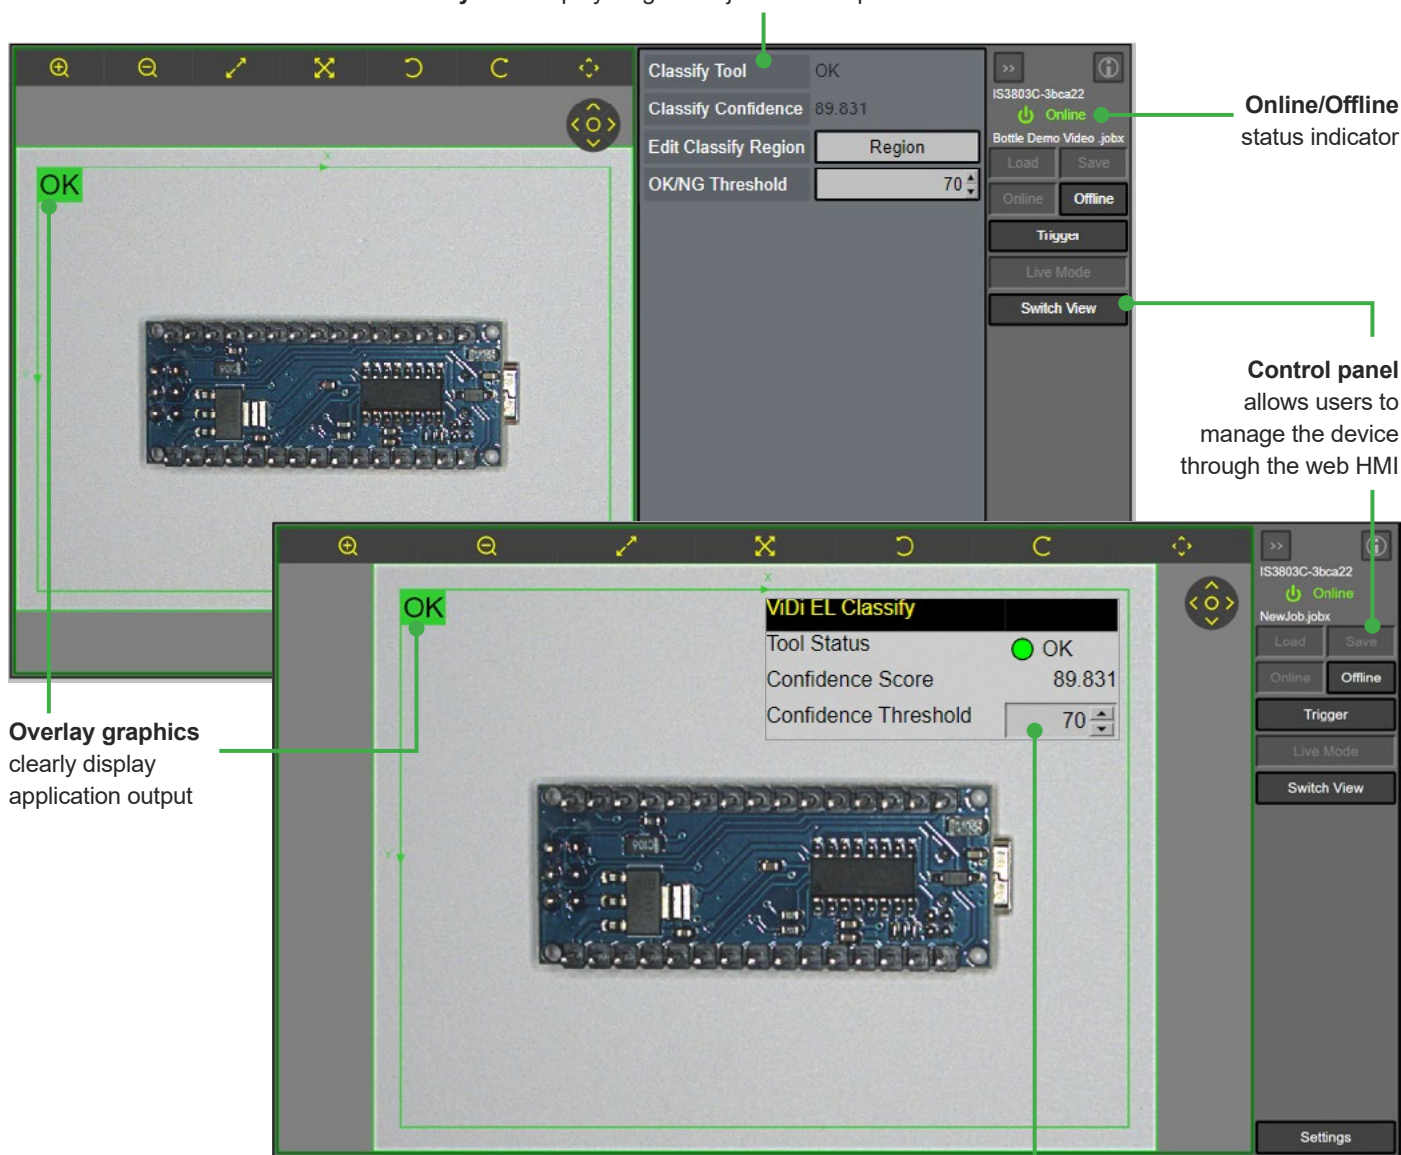 Classify Tool OK
Classify Confidence 89.831
Edit Classify Region Region
OK/NG Threshold 70
OK
>>
IS3803C-3bca22
Online
Bottle Demo Video .jobx
Load Save
Online Offline
Trigger
Live Mode
Switch View
Online/Offline
status indicator
Control panel
allows users to
manage the device
through the web HMI
Overlay graphics
clearly display
application output
OK
ViDi EL Classify
Tool Status OK
Confidence Score 89.831
Confidence Threshold 70
>>
IS3803C-3bca22
Online
NewJob.jobx
Load Save
Online Offline
Trigger
Live Mode
Switch View
Settings
X
Y
X
Y